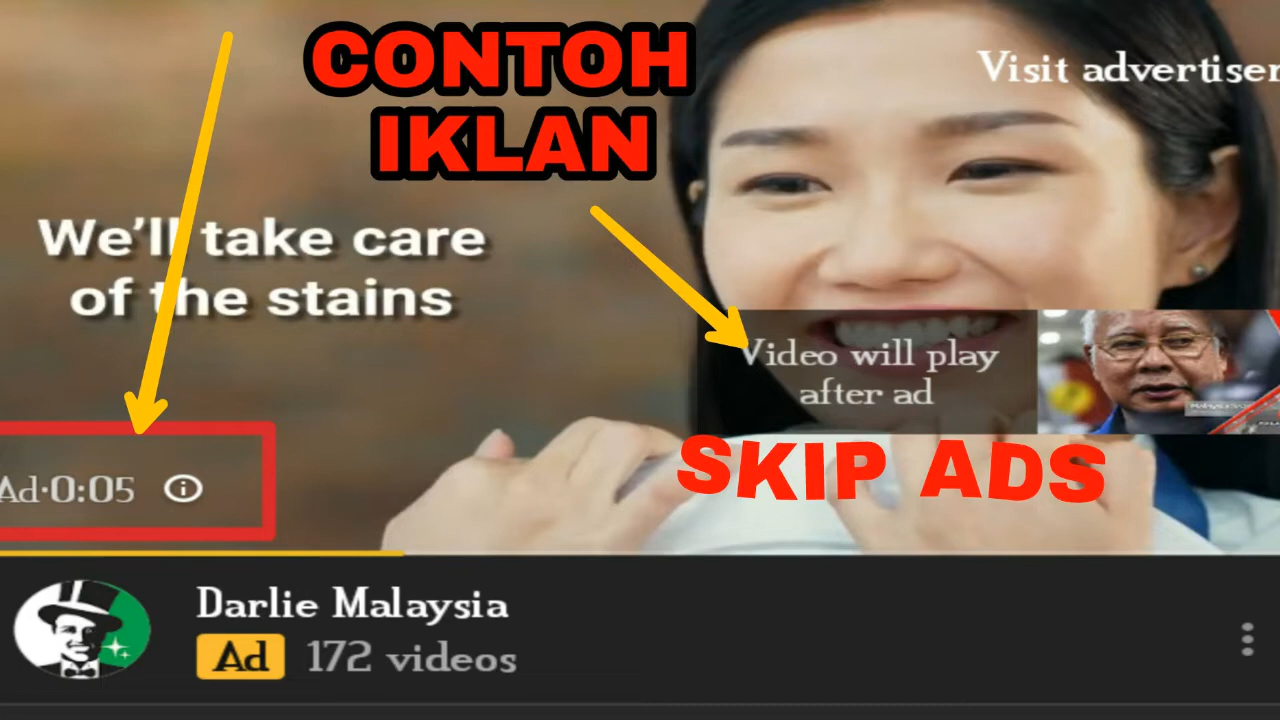 CONTOH
IKLAN
Visit advertiser
We'll take care
of the stains
Video will play
after ad
SKIP ADS
Ad·0:05
Darlie Malaysia
Ad 172 videos